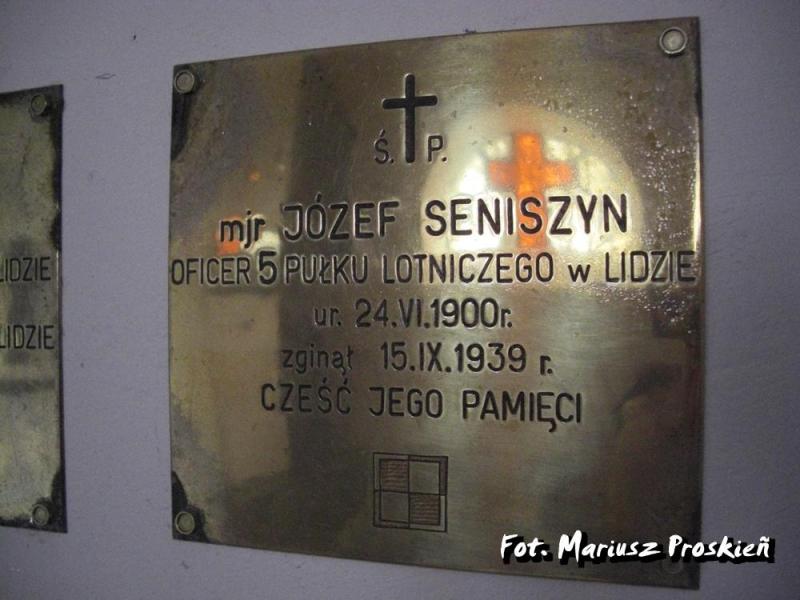 Ś. P.
mjr JÓZEF SENISZYN
OFICER 5 PUŁKU LOTNICZEGO w LIDZIE
ur. 24.VI.1900r.
zginął 15.IX.1939 r.
CZEŚĆ JEGO PAMIĘCI
LIDZIE
LIDZIE
Fot. Mariusz Proskieñ